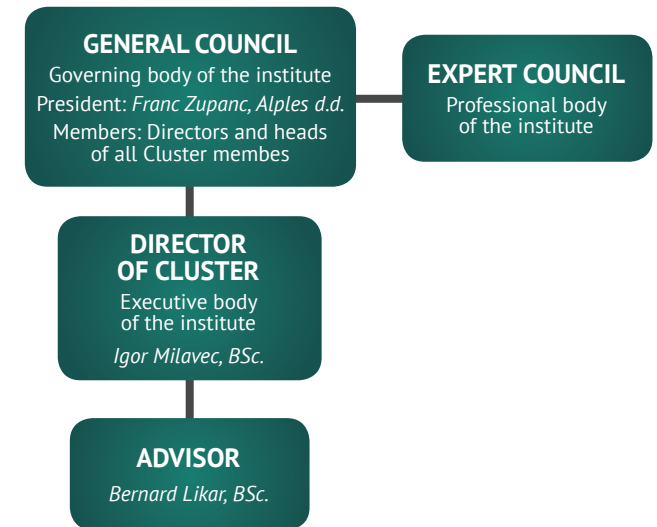 GENERAL COUNCIL
Governing body of the institute
President: Franc Zupanc, Alples d.d.
Members: Directors and heads
of all Cluster membes
EXPERT COUNCIL
Professional body
of the institute
DIRECTOR
OF CLUSTER
Executive body
of the institute
Igor Milavec, BSc.
ADVISOR
Bernard Likar, BSc.